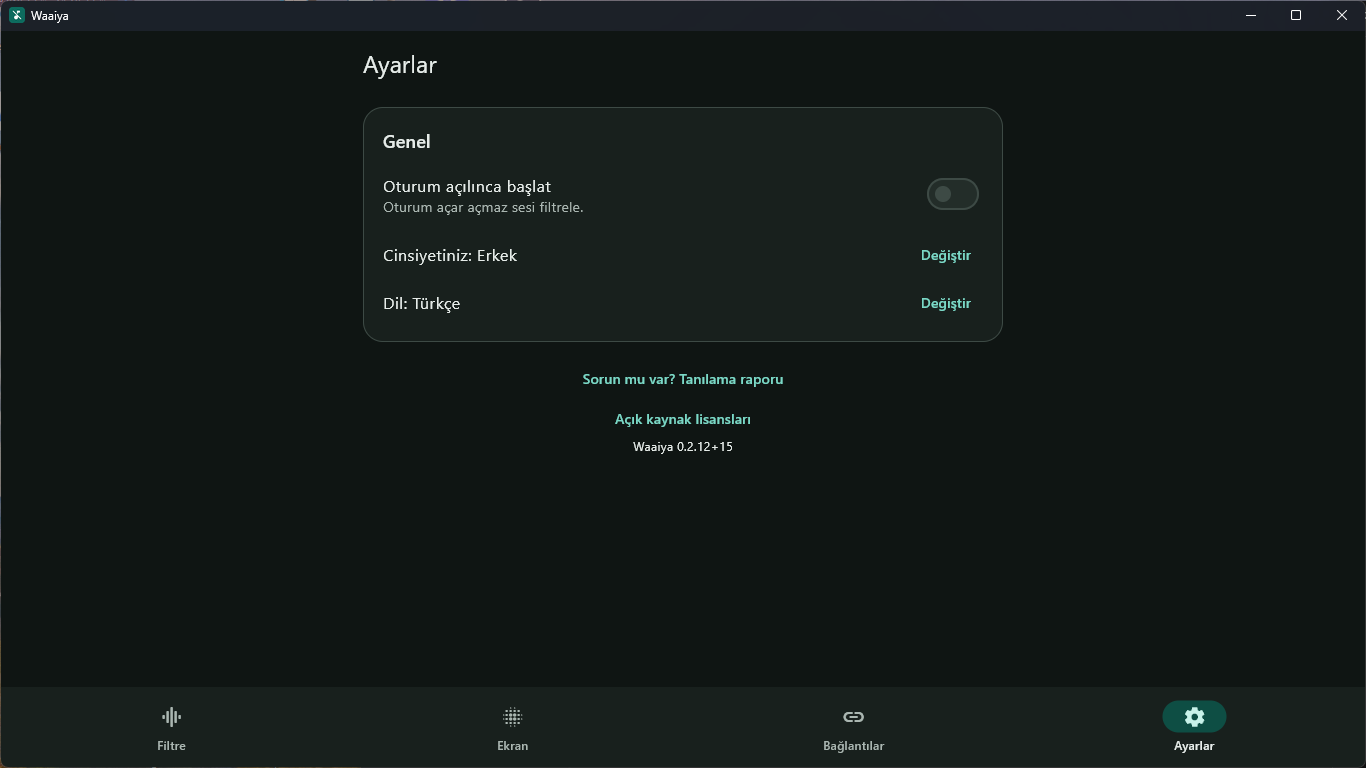 Waaiya
Ayarlar
Genel
Oturum açılınca başlat
Oturum açar açmaz sesi filtrele.
Cinsiyetiniz: Erkek
Değiştir
Dil: Türkçe
Değiştir
Sorun mu var? Tanılama raporu
Açık kaynak lisansları
Waaiya 0.2.12+15
Filtre
Ekran
Bağlantılar
Ayarlar